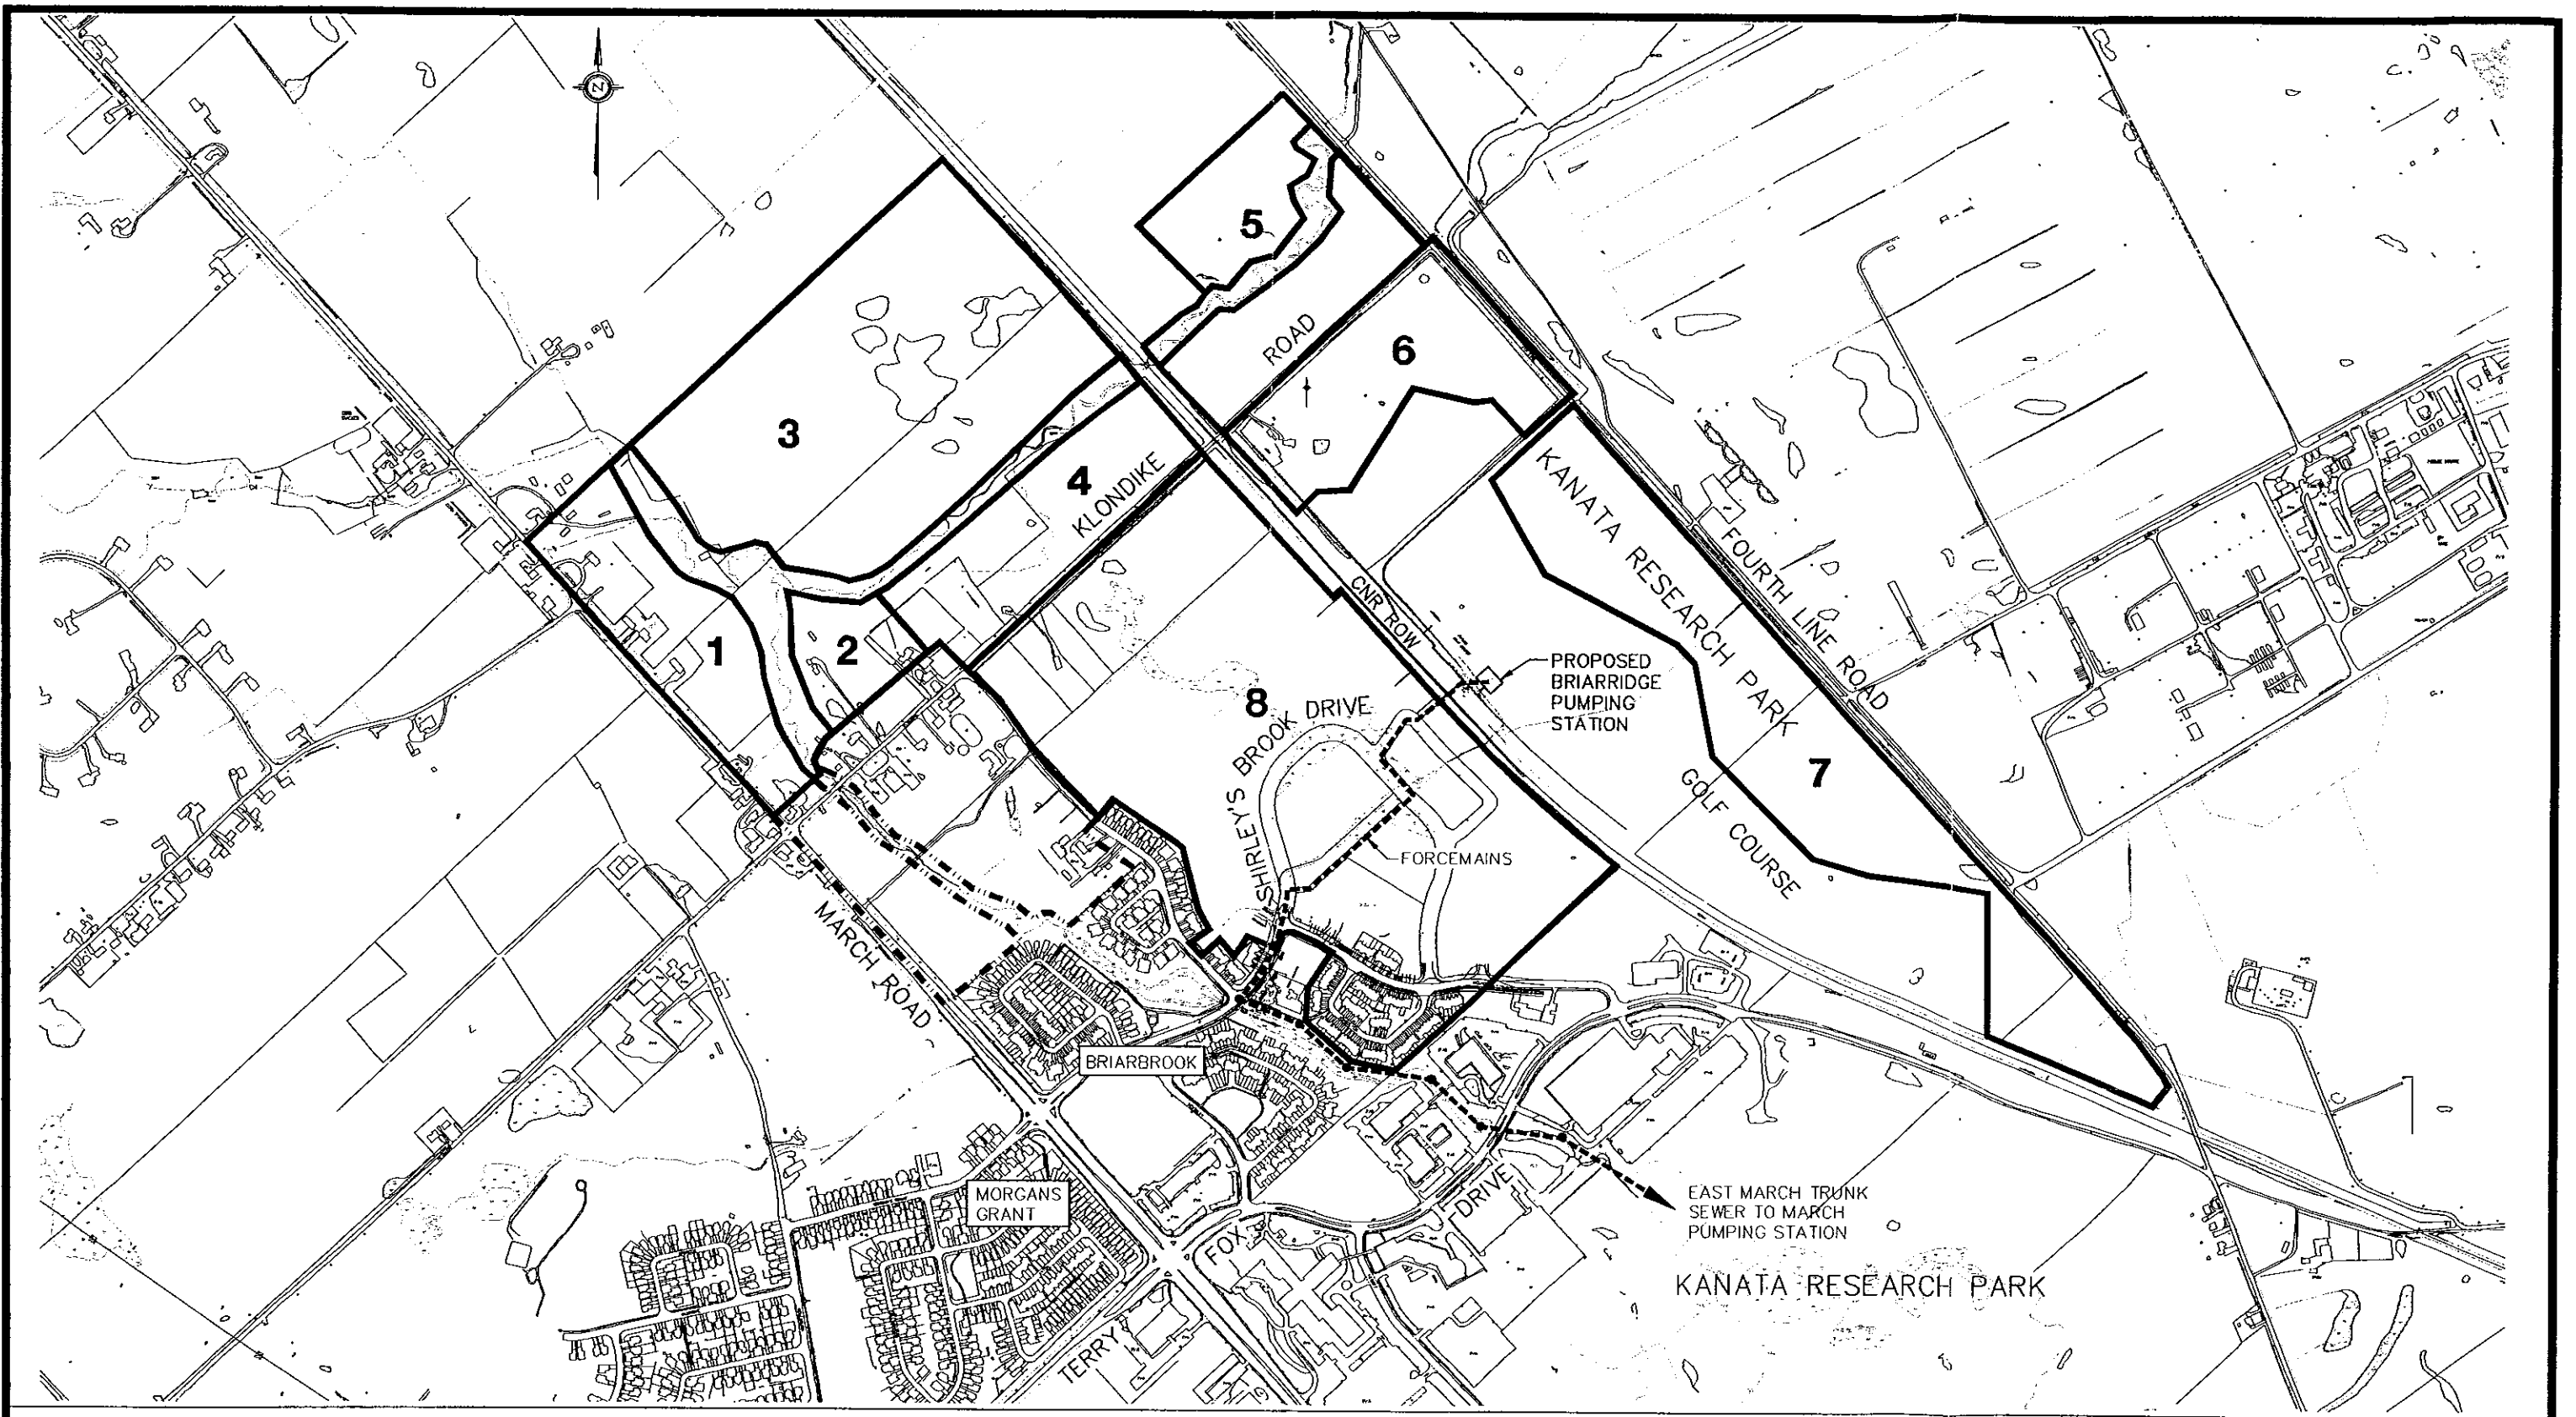 N
5
ROAD
6
3
4
KLONDIKE
KANATA RESEARCH PARK
FOURTH LINE ROAD
CNR ROW
1
2
8
PROPOSED
BRIARRIDGE
PUMPING
STATION
SHIRLEY'S BROOK DRIVE
7
GOLF COURSE
FORCEMAINS
MARCH ROAD
BRIARBROOK
MORGANS
GRANT
EAST MARCH TRUNK
SEWER TO MARCH
PUMPING STATION
KANATA RESEARCH PARK
TERRY FOX DRIVE